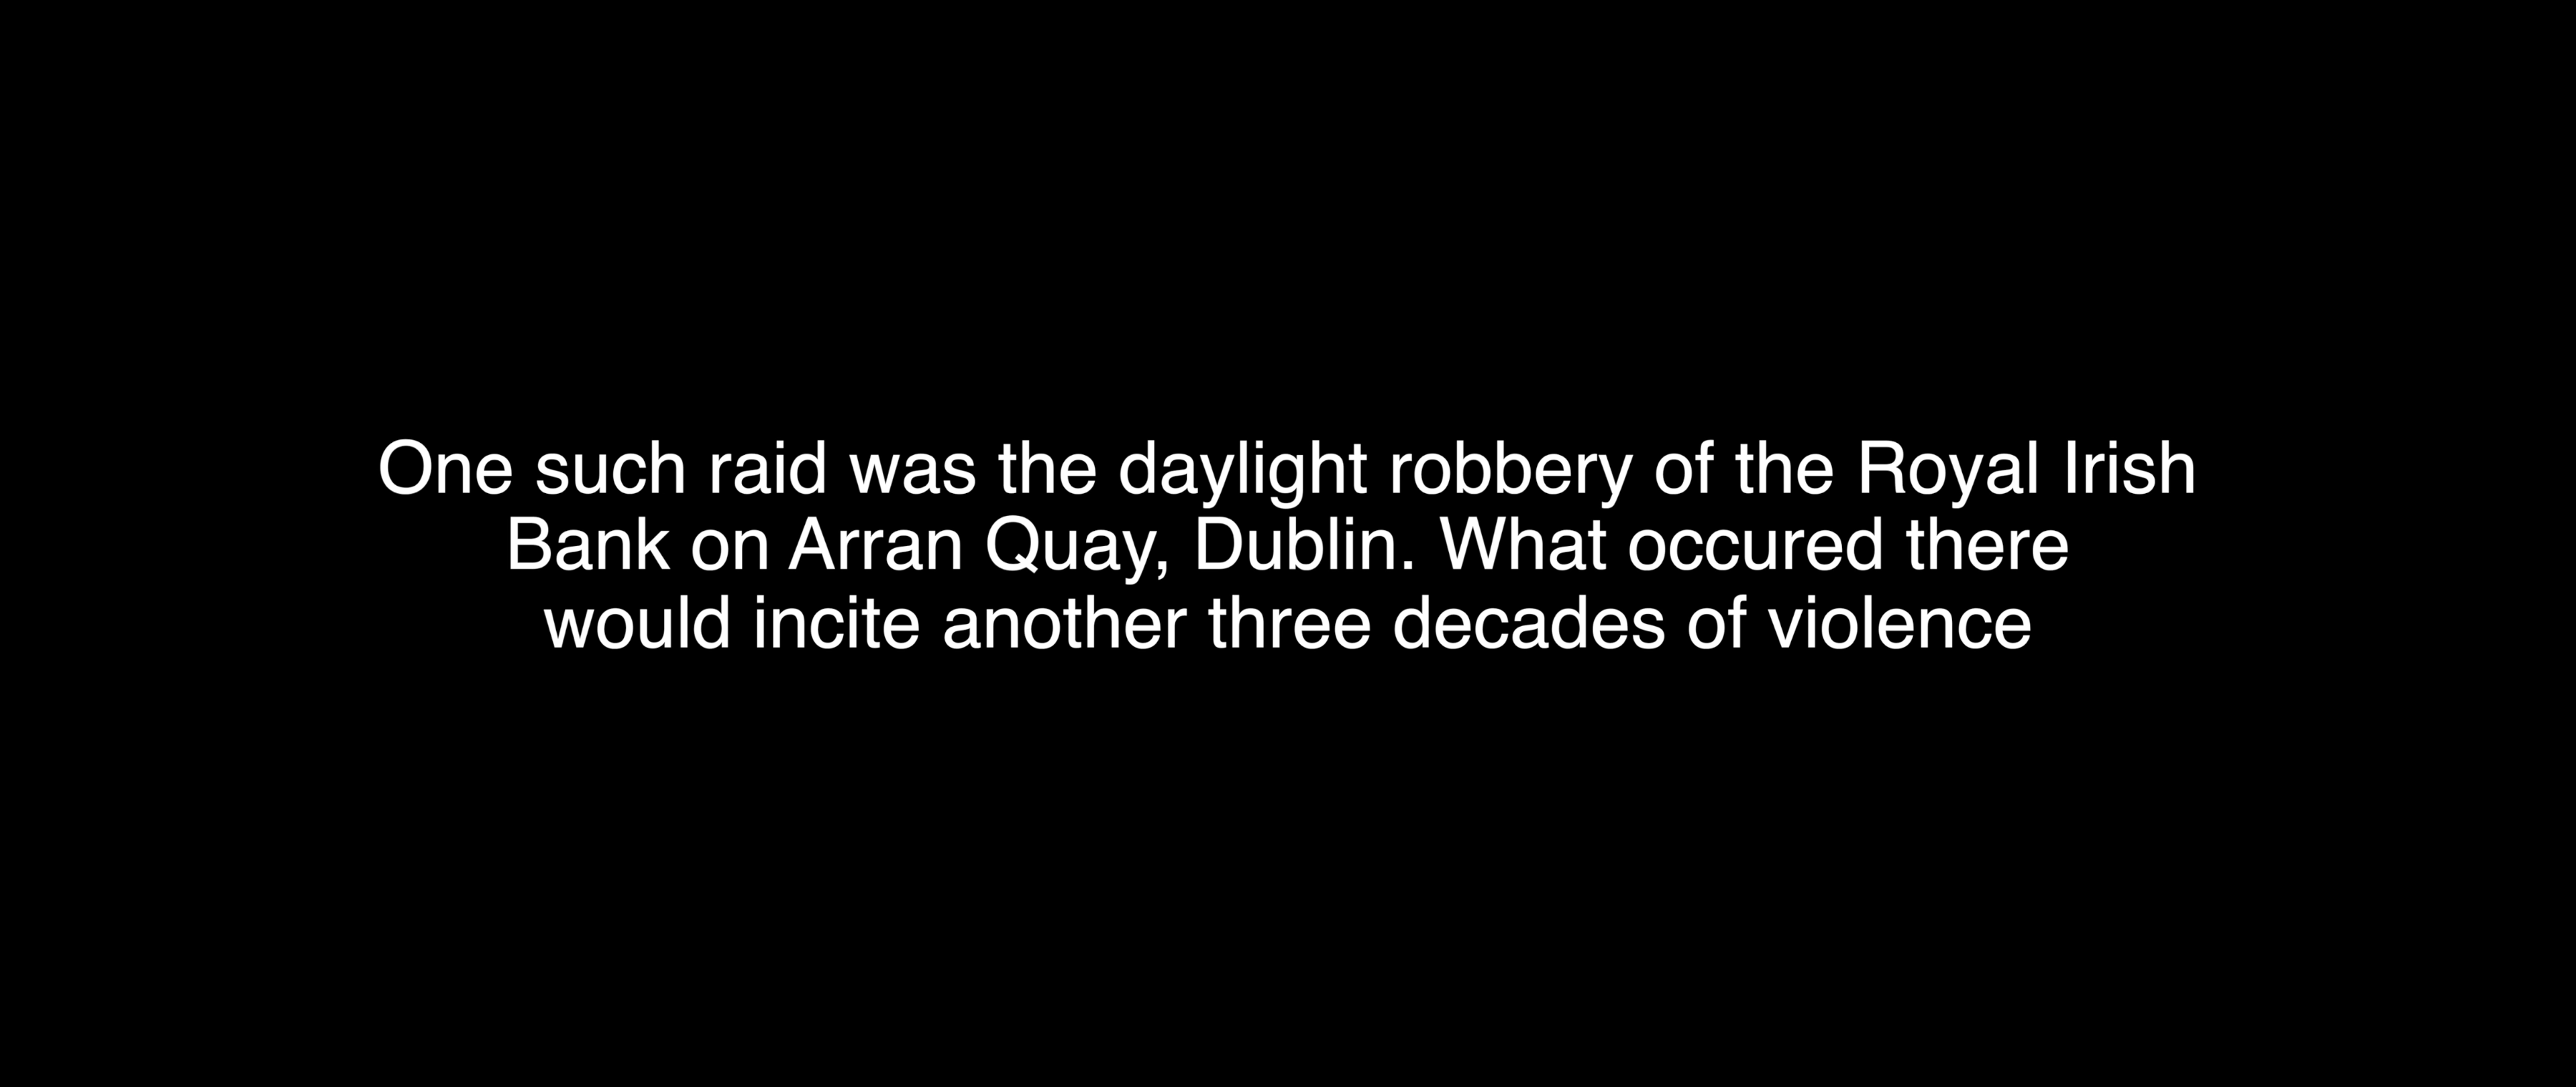 One such raid was the daylight robbery of the Royal Irish
Bank on Arran Quay, Dublin. What occured there
would incite another three decades of violence